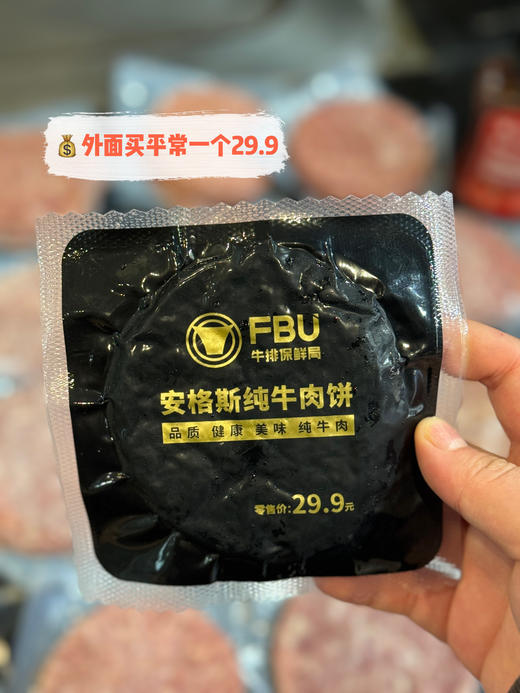 💰外面买平常一个29.9
FBU
牛排保鲜局
安格斯纯牛肉饼
品质 健康 美味 纯牛肉
零售价:29.9元